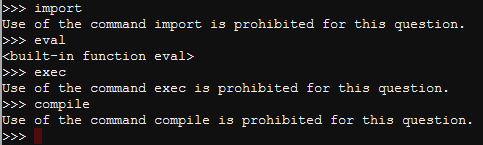 >>> import
Use of the command import is prohibited for this question.
>>> eval
<built-in function eval>
>>> exec
Use of the command exec is prohibited for this question.
>>> compile
Use of the command compile is prohibited for this question.
>>>